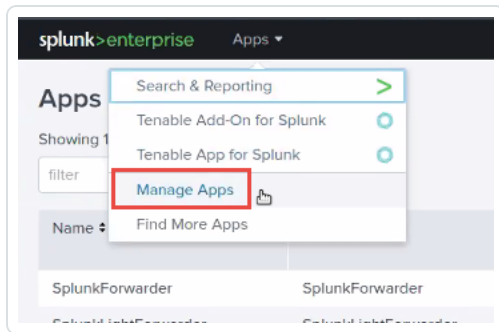 splunk>enterprise Apps
Apps
Search & Reporting
Showing 1
Tenable Add-On for Splunk
Tenable App for Splunk
filter
Manage Apps
Find More Apps
Name
SplunkForwarder SplunkForwarder